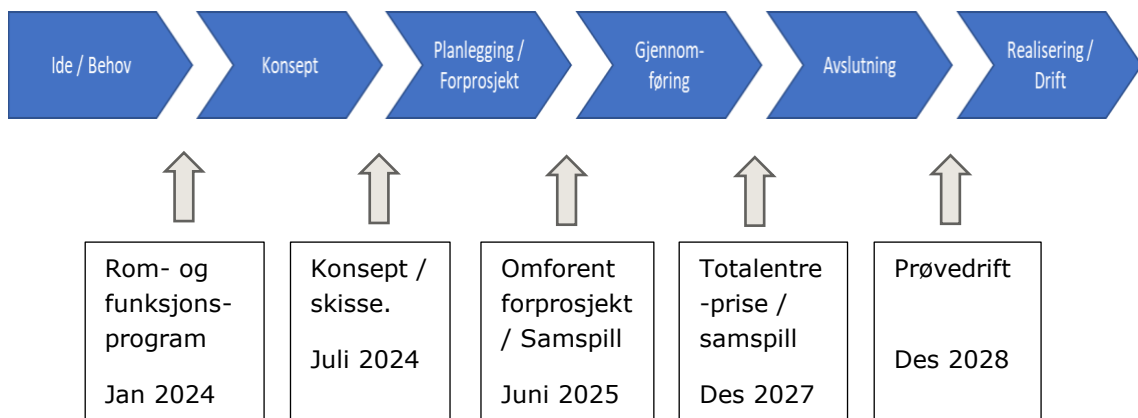 Ide / Behov
Konsept
Planlegging /
Forprosjekt
Gjennom-
føring
Avslutning
Realisering /
Drift
Rom- og
funksjons-
program
Jan 2024
Konsept /
skisse.
Juli 2024
Omforent
forprosjekt
/ Samspill
Juni 2025
Totalentre
-prise /
samspill
Des 2027
Prøvedrift
Des 2028